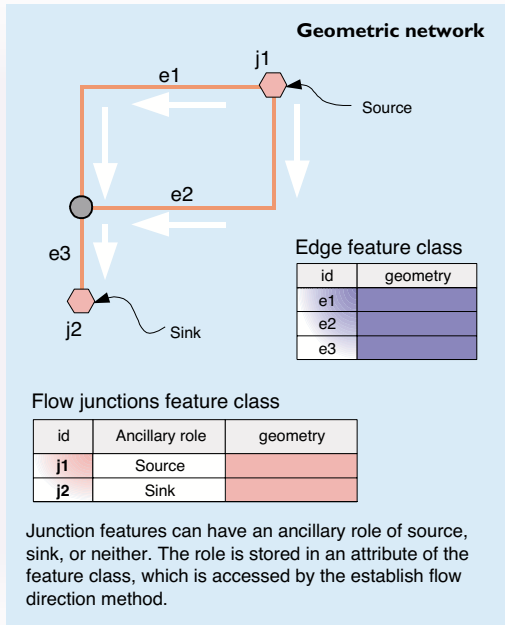 Geometric network
j1
e1
Source
e2
e3
j2
Sink
Edge feature class
id geometry
e1
e2
e3
Flow junctions feature class
id Ancillary role geometry
j1 Source
j2 Sink
Junction features can have an ancillary role of source,
sink, or neither. The role is stored in an attribute of the
feature class, which is accessed by the establish flow
direction method.